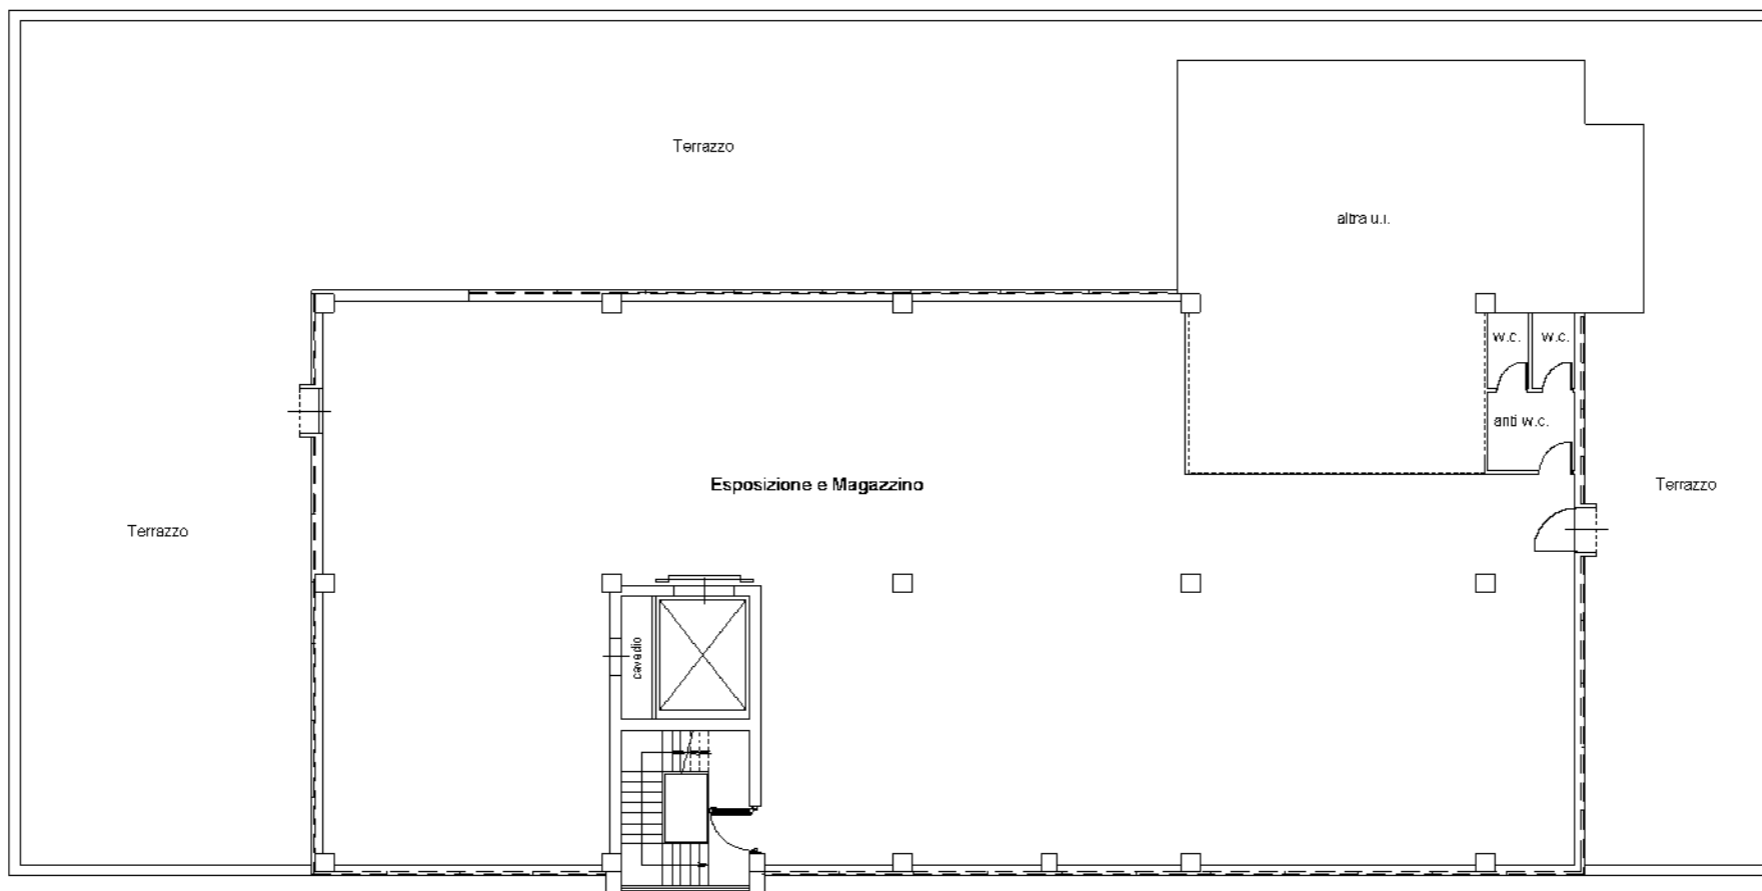 Terrazzo
altra u.i.
w.c.
w.c.
anti w.c.
Esposizione e Magazzino
Terrazzo
Terrazzo
cavedio